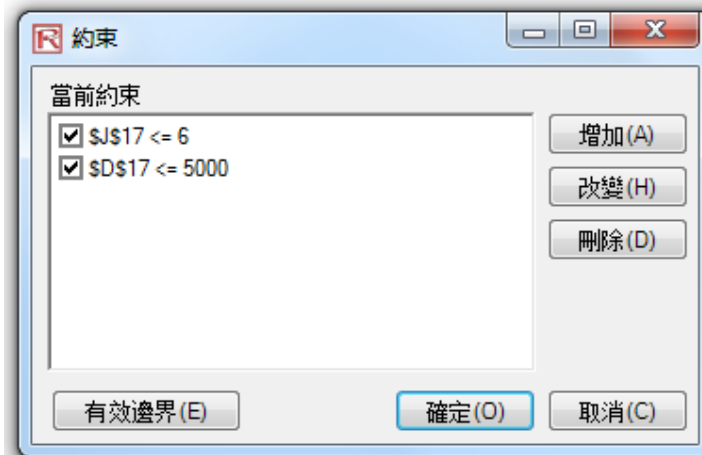 約束
當前約束
$J$17 <= 6
$D$17 <= 5000
增加(A)
改變(H)
刪除(D)
有效邊界(E)
確定(O)
取消(C)